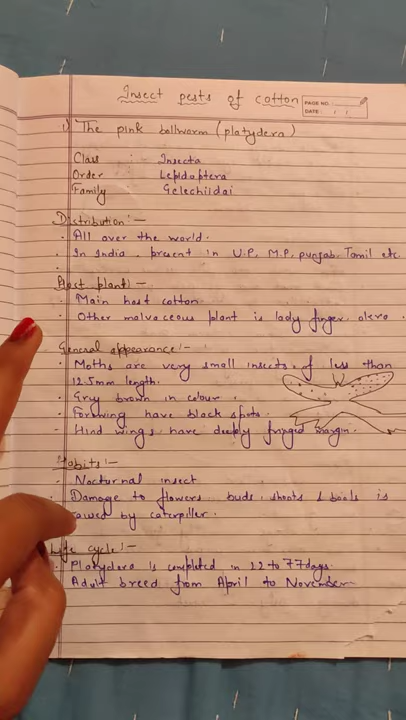 Insect pests of cotton
PAGE NO.
DATE / /
1) The pink bollworm (platydera)
Class :- Insecta
Order Lepidoptera
Family Gelechildai
Distribution:-
· All over the world.
· In India, present in U.P, M.P, punjab, Tamil etc.
Host plant:-
· Main host cotton
· Other malvaceous plant is lady finger, okro.
General appearance:-
- Moths are very small insects of less than
12.5mm length.
- Grey brown in colour.
- Forewing have black spots.
- Hind wings have deeply fringed margin.
Habits:-
- Nocturnal insect
- Damage to flowers, buds, shoots & bools is
caused by caterpiller.
Life cycle:-
· Platydera is completed in 22 to 77 days.
Adult breed from April to November